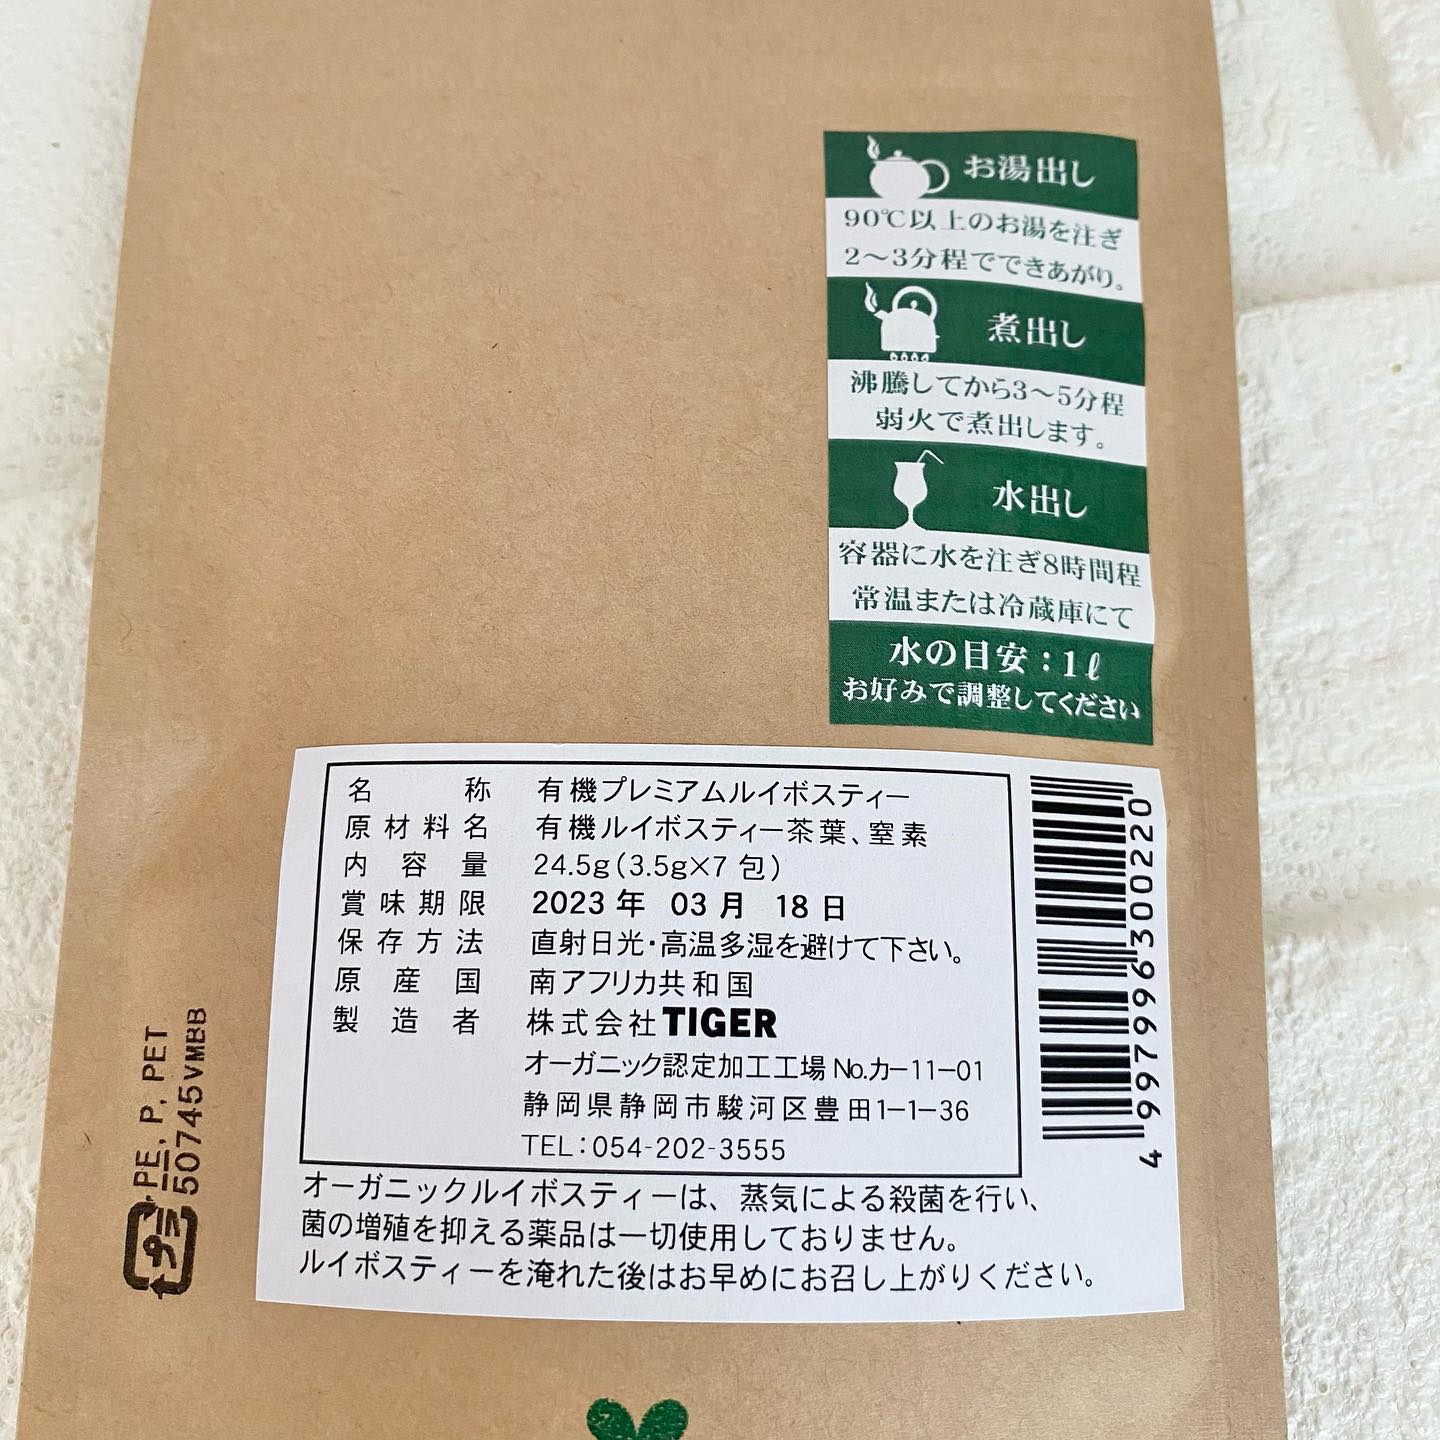 お湯出し
90℃以上のお湯を注ぎ
2〜3分程でできあがり。
煮出し
沸騰してから3〜5分程
弱火で煮出します。
水出し
容器に水を注ぎ8時間程
常温または冷蔵庫にて
水の目安:1ℓ
お好みで調整してください
名称 有機プレミアムルイボスティー
原材料名 有機ルイボスティー茶葉、窒素
内容量 24.5g(3.5g×7包)
賞味期限 2023年 03月 18日
保存方法 直射日光・高温多湿を避けて下さい。
原産国 南アフリカ共和国
製造者 株式会社TIGER
オーガニック認定加工工場No.カー11ー01
静岡県静岡市駿河区豊田1ー1ー36
TEL:054-202-3555
オーガニックルイボスティーは、蒸気による殺菌を行い、
菌の増殖を抑える薬品は一切使用しておりません。
ルイボスティーを淹れた後はお早めにお召し上がりください。
4997996300220
プラ PE, P, PET
50745VMBB